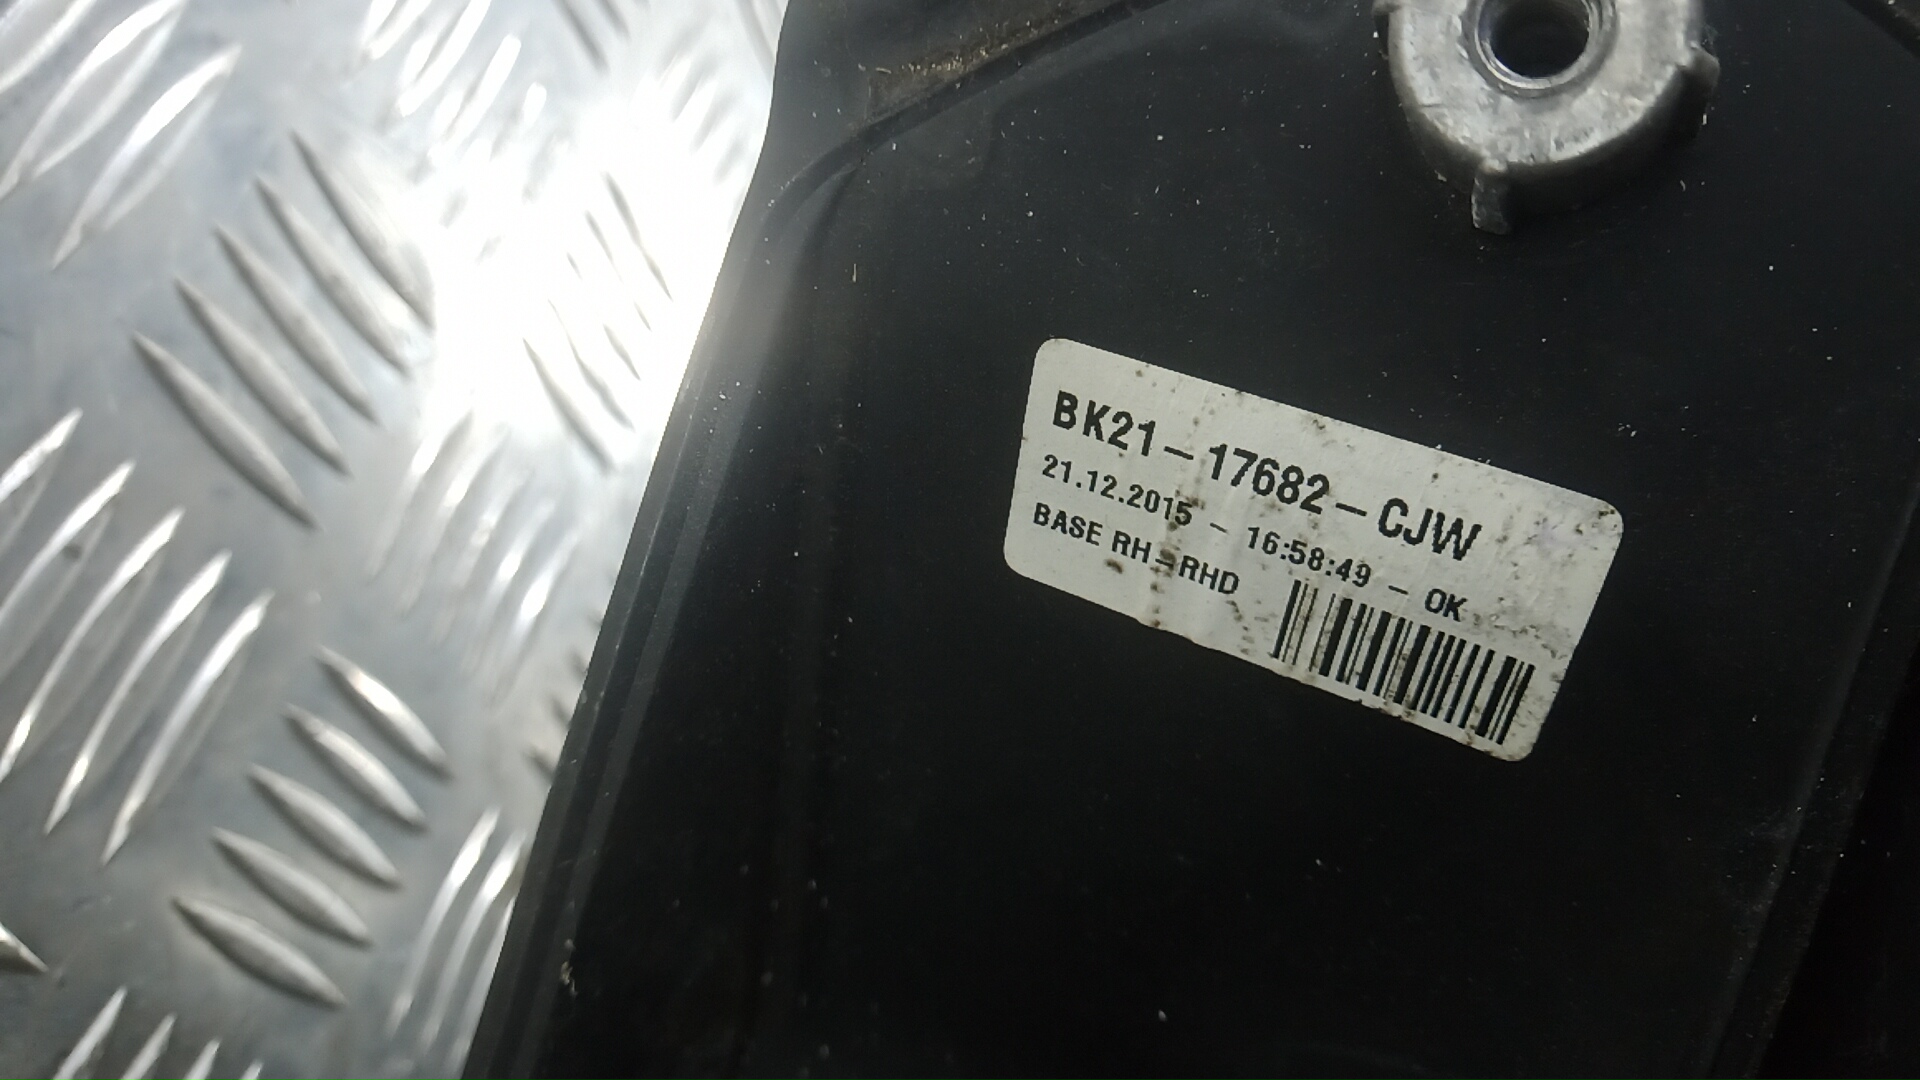 BK21-17682-CJW
21.12.2015 - 16:58:49 - OK
BASE RH-RHD